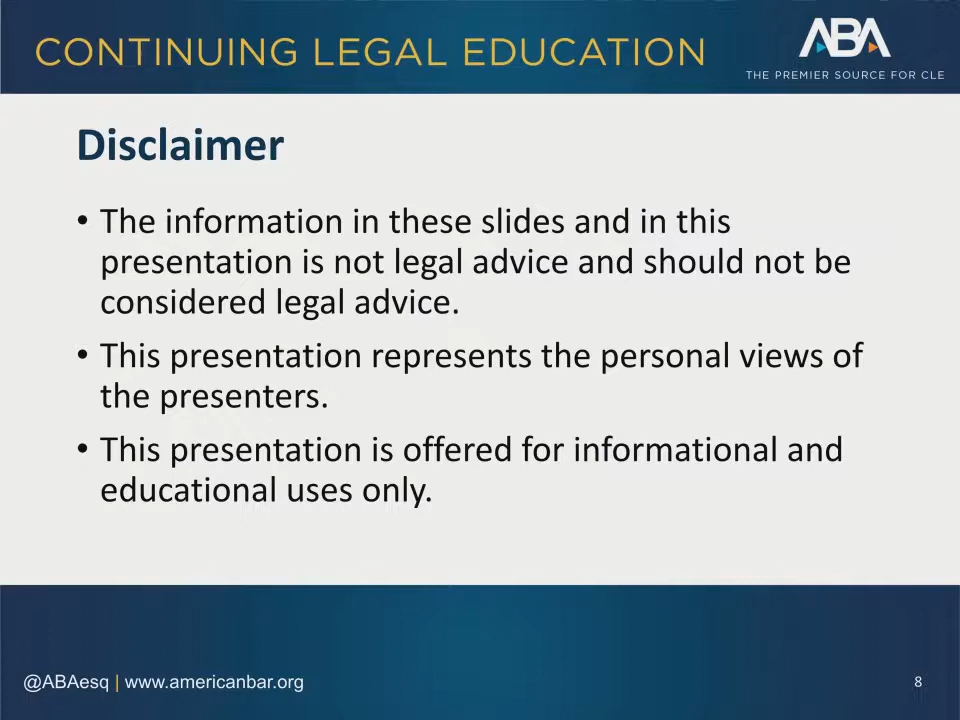 CONTINUING LEGAL EDUCATION
ABA
THE PREMIER SOURCE FOR CLE
Disclaimer
• The information in these slides and in this
presentation is not legal advice and should not be
considered legal advice.
• This presentation represents the personal views of
the presenters.
• This presentation is offered for informational and
educational uses only.
@ABAesq | www.americanbar.org
8